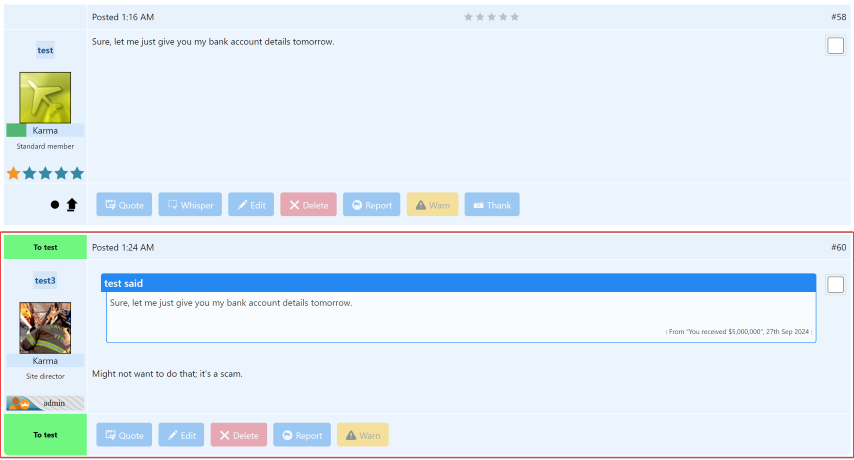 Posted 1:16 AM
#58
test
Sure, let me just give you my bank account details tomorrow.
Karma
Standard member
Quote
Whisper
Edit
Delete
Report
Warn
Thank
To test
Posted 1:24 AM
#60
test3
test said
Sure, let me just give you my bank account details tomorrow.
( From "You received $5,000,000", 27th Sep 2024 )
Karma
Site director
Might not want to do that; it's a scam.
admin
To test
Quote
Edit
Delete
Report
Warn